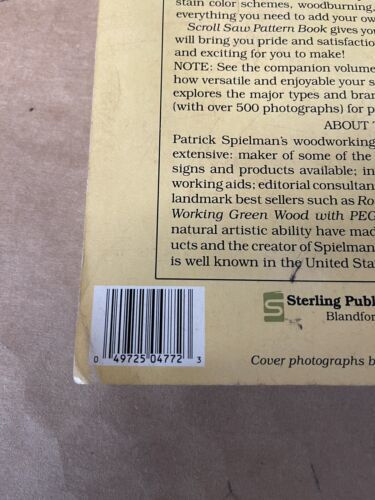 stain color schemes, woodburning,
everything you need to add your ow
Scroll Saw Pattern Book gives you
will bring you pride and satisfactio
and exciting for you to make!
NOTE: See the companion volume
how versatile and enjoyable your s
explores the major types and bran
(with over 500 photographs) for p
ABOUT T
Patrick Spielman's woodworking
extensive: maker of some of the
signs and products available; in
working aids; editorial consultan
landmark best sellers such as Ro
Working Green Wood with PEG
natural artistic ability have mad
ucts and the creator of Spielman
is well known in the United Stat
S Sterling Publ
Blandfor
0 49725 04772 3
Cover photographs b